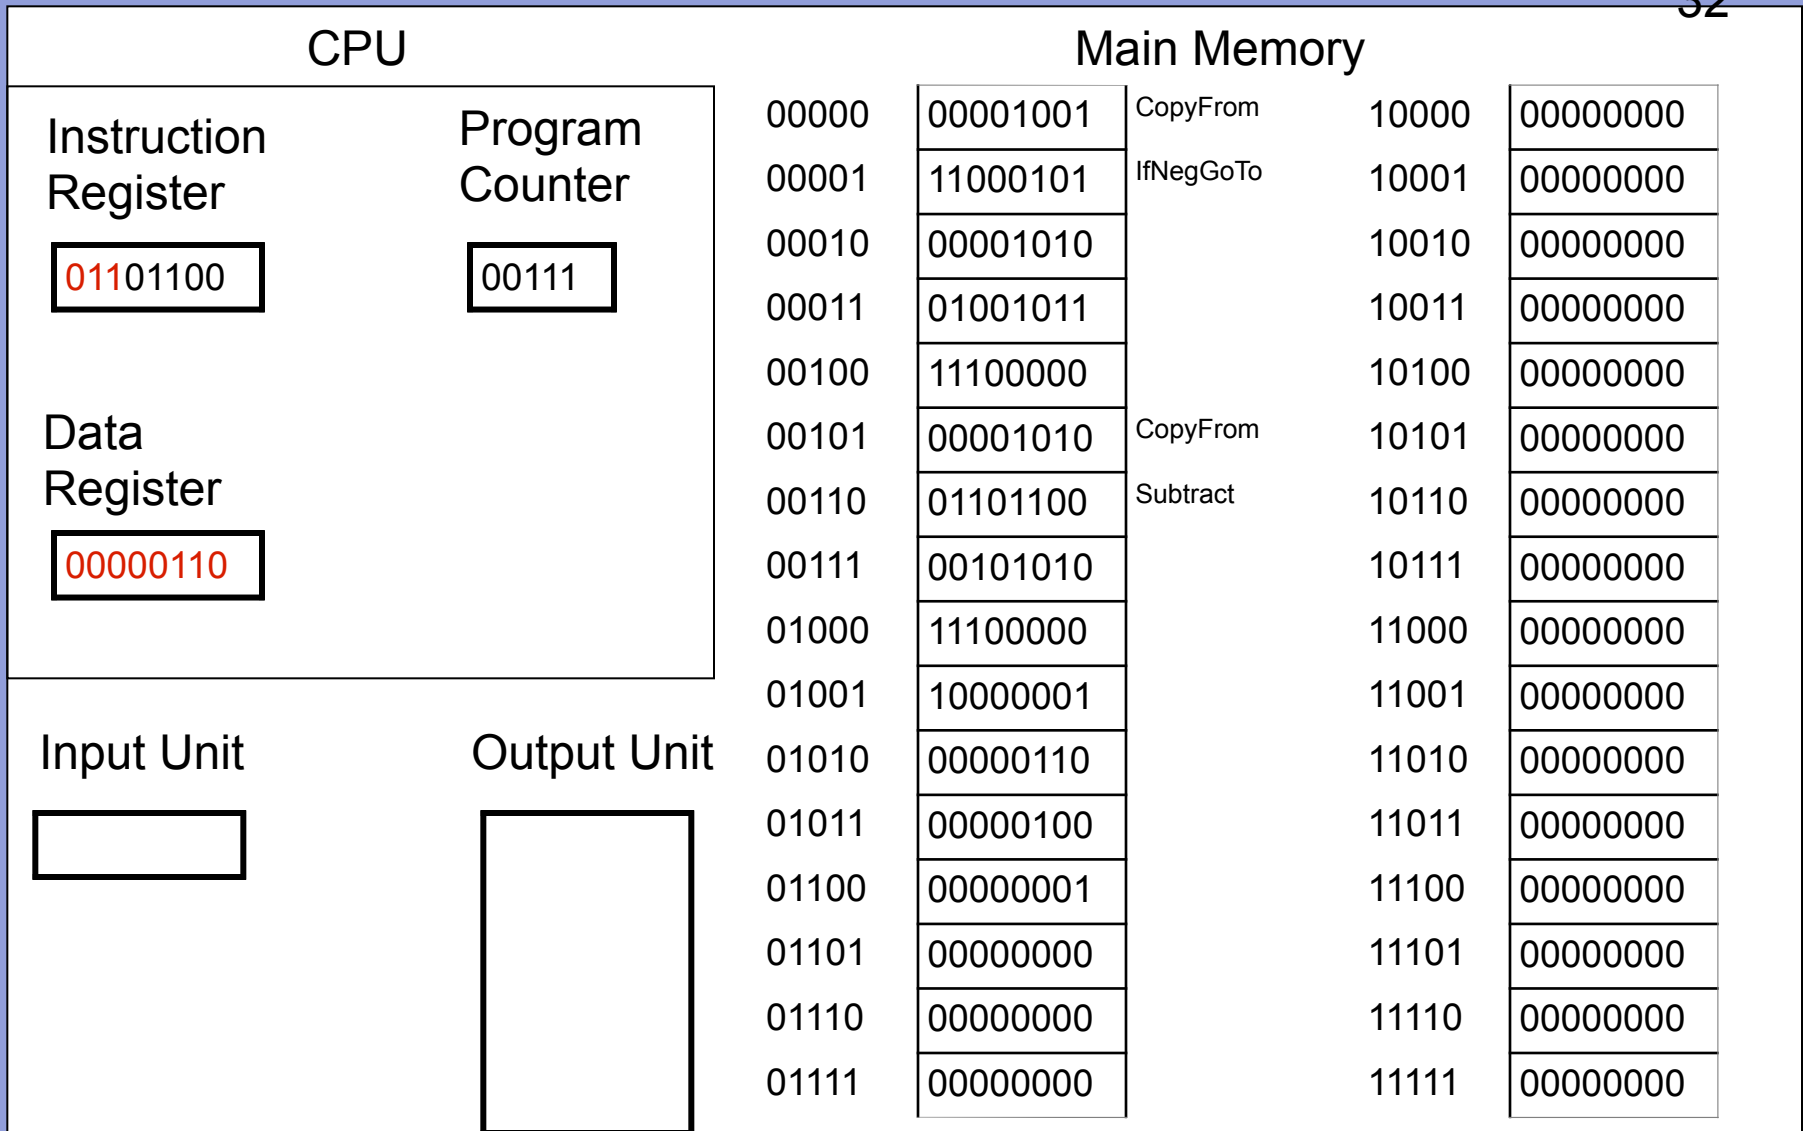 32
CPU
Main Memory
Instruction Register
Program Counter
01101100
00111
Data Register
00000110
Input Unit
Output Unit
00000 00001001 CopyFrom 10000 00000000
00001 11000101 IfNegGoTo 10001 00000000
00010 00001010 10010 00000000
00011 01001011 10011 00000000
00100 11100000 10100 00000000
00101 00001010 CopyFrom 10101 00000000
00110 01101100 Subtract 10110 00000000
00111 00101010 10111 00000000
01000 11100000 11000 00000000
01001 10000001 11001 00000000
01010 00000110 11010 00000000
01011 00000100 11011 00000000
01100 00000001 11100 00000000
01101 00000000 11101 00000000
01110 00000000 11110 00000000
01111 00000000 11111 00000000